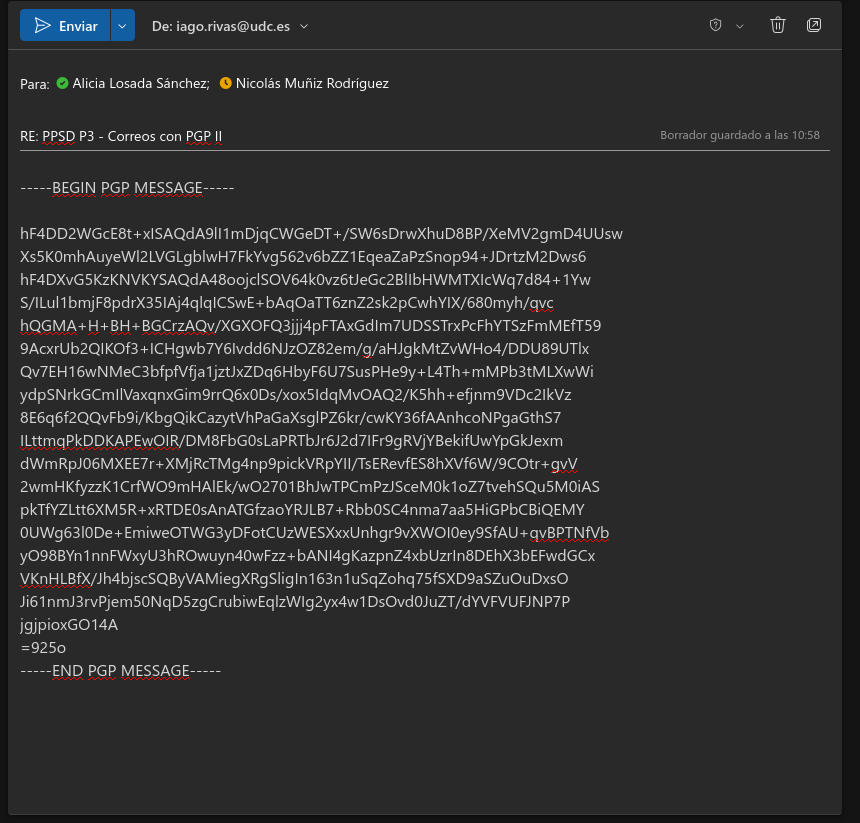 Enviar
De: iago.rivas@udc.es
Para: Alicia Losada Sánchez; Nicolás Muñiz Rodríguez
RE: PPSD P3 - Correos con PGP II
Borrador guardado a las 10:58
-----BEGIN PGP MESSAGE-----
hF4DD2WGcE8t+xISAQdA9lI1mDjqCWGeDT+/SW6sDrwXhuD8BP/XeMV2gmD4UUsw
Xs5K0mhAuyeWl2LVGLgblwH7FkYvg562v6bZZ1EqeaZaPzSnop94+JDrtzM2Dws6
hF4DXvG5KzKNVKYSAQdA48oojclSOV64k0vz6tJeGc2BlIbHWMTXIcWq7d84+1Yw
S/ILul1bmjF8pdrX35IAj4qlqICSwE+bAqOaTT6znZ2sk2pCwhYIX/680myh/qvc
hQGMA+H+BH+BGCrzAQv/XGXOFQ3jjj4pFTAxGdIm7UDSSTrxPcFhYTSzFmMEfT59
9AcxrUb2QIKOf3+ICHgwb7Y6Ivdd6NJzOZ82em/g/aHJgkMtZvWHo4/DDU89UTlx
Qv7EH16wNMeC3bfpfVfja1jztJxZDq6HbyF6U7SusPHe9y+L4Th+mMPb3tMLXwWi
ydpSNrkGCmIlVaxqnxGim9rrQ6x0Ds/xox5IdqMvOAQ2/K5hh+efjnm9VDc2IkVz
8E6q6f2QQvFb9i/KbgQikCazytVhPaGaXsglPZ6kr/cwKY36fAAnhcoNPgaGthS7
ILttmqPkDDKAPEwOIR/DM8FbG0sLaPRTbJr6J2d7IFr9gRVjYBekifUwYpGkJexm
dWmRpJ06MXEE7r+XMjRcTMg4np9pickVRpYII/TsERevfES8hXVf6W/9COtr+gvV
2wmHKfyzzK1CrfWO9mHAlEk/wO2701BhJwTPCmPzJSceM0k1oZ7tvehSQu5M0iAS
pkTfYZLtt6XM5R+xRTDE0sAnATGfzaoYRJLB7+Rbb0SC4nma7aa5HiGPbCBiQEMY
0UWg63l0De+EmiweOTWG3yDFotCUzWESXxxUnhgr9vXWOI0ey9SfAU+qvBPTNfVb
yO98BYn1nnFWxyU3hROwuyn40wFzz+bANI4gKazpnZ4xbUzrIn8DEhX3bEFwdGCx
VKnHLBfX/Jh4bjscSQByVAMiegXRgSligIn163n1uSqZohq75fSXD9aSZuOuDxsO
Ji61nmJ3rvPjem50NqD5zgCrubiwEqlzWIg2yx4w1DsOvd0JuZT/dYVFVUFJNP7P
jgjpioxGO14A
=925o
-----END PGP MESSAGE-----